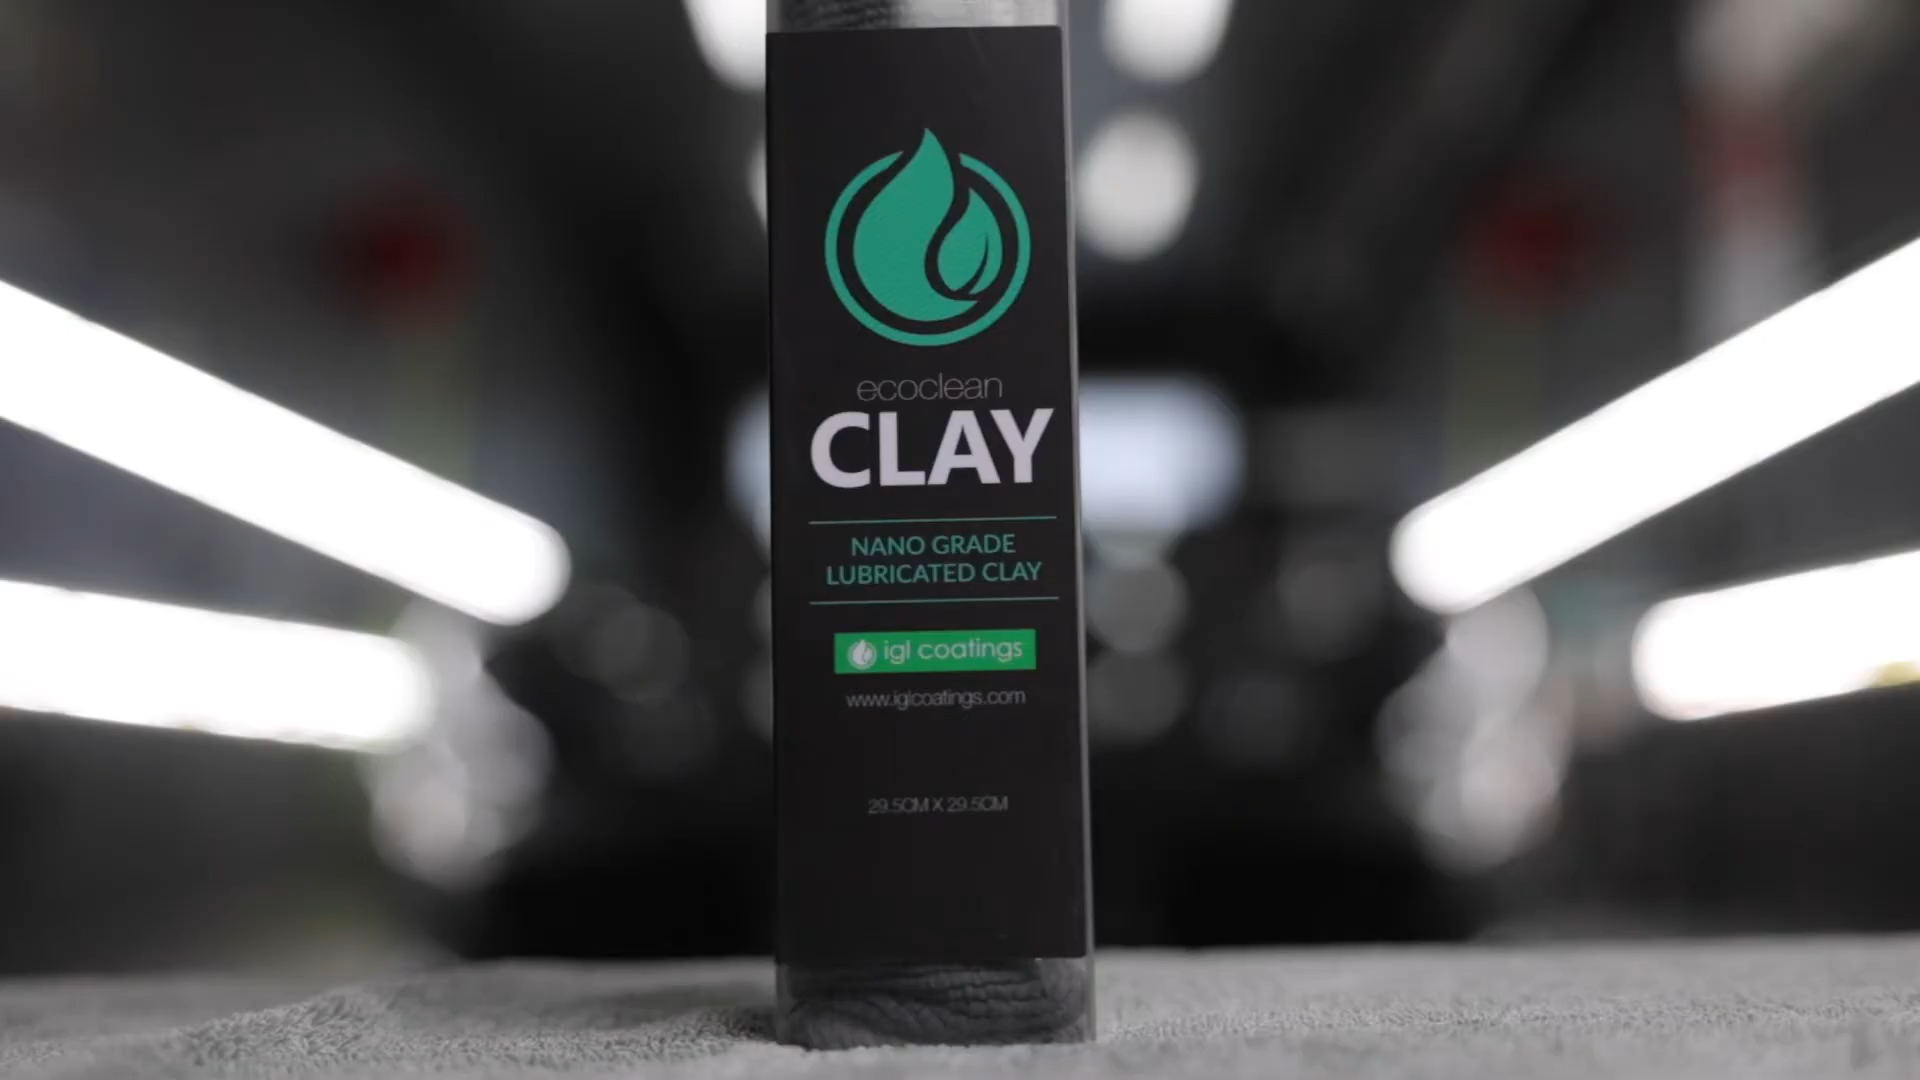 ecoclean
CLAY
NANO GRADE
LUBRICATED CLAY
igl coatings
www.iglcoatings.com
29.5CM X 29.5CM